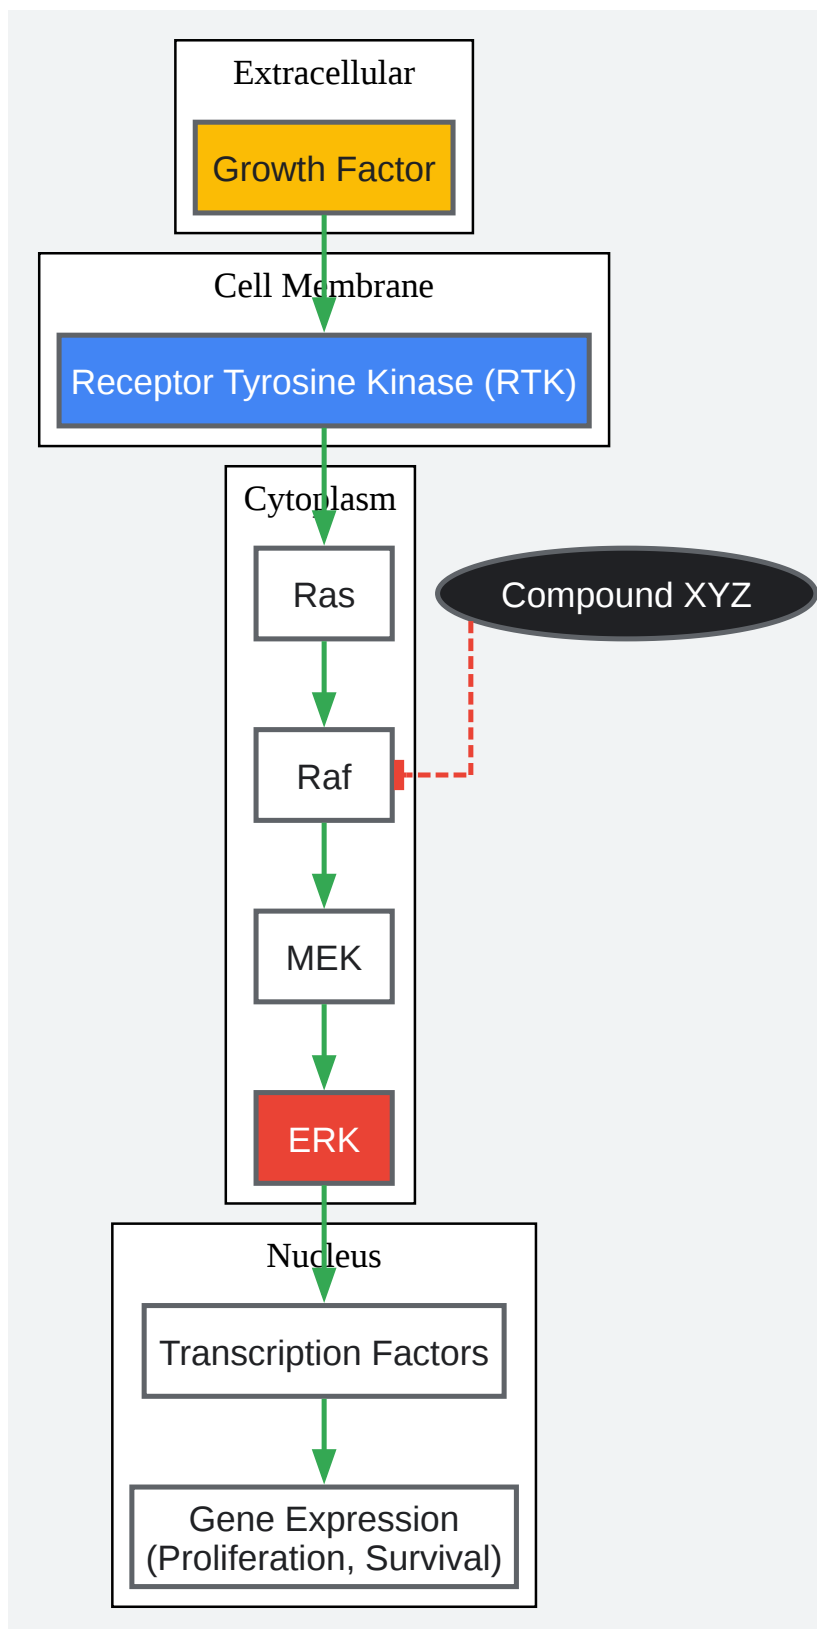 Extracellular
Growth Factor
Cell Membrane
Receptor Tyrosine Kinase (RTK)
Cytoplasm
Ras
Compound XYZ
Raf
MEK
ERK
Nucleus
Transcription Factors
Gene Expression
(Proliferation, Survival)